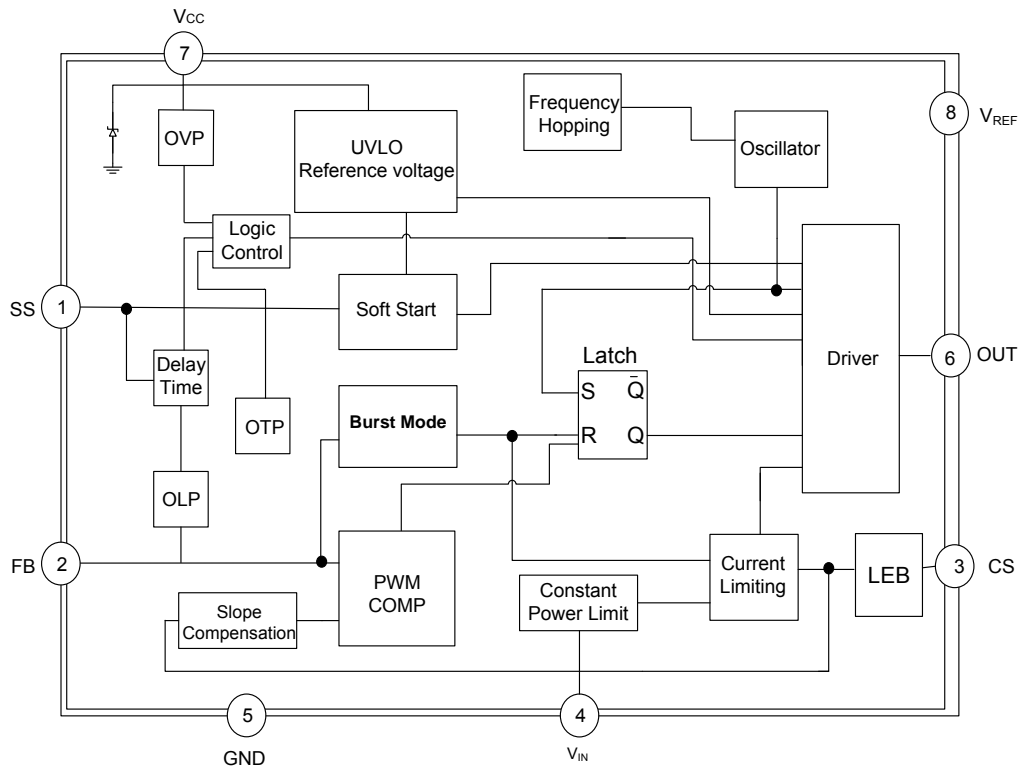 VCC
7
Frequency
Hopping
8
VREF
OVP
UVLO
Reference voltage
Oscillator
Logic
Control
SS
1
Soft Start
Driver
6
OUT
Delay
Time
Latch
S
Q̄
R
Q
OTP
Burst Mode
OLP
FB
2
PWM
COMP
Current
Limiting
LEB
3
CS
Slope
Compensation
Constant
Power Limit
5
GND
4
VIN